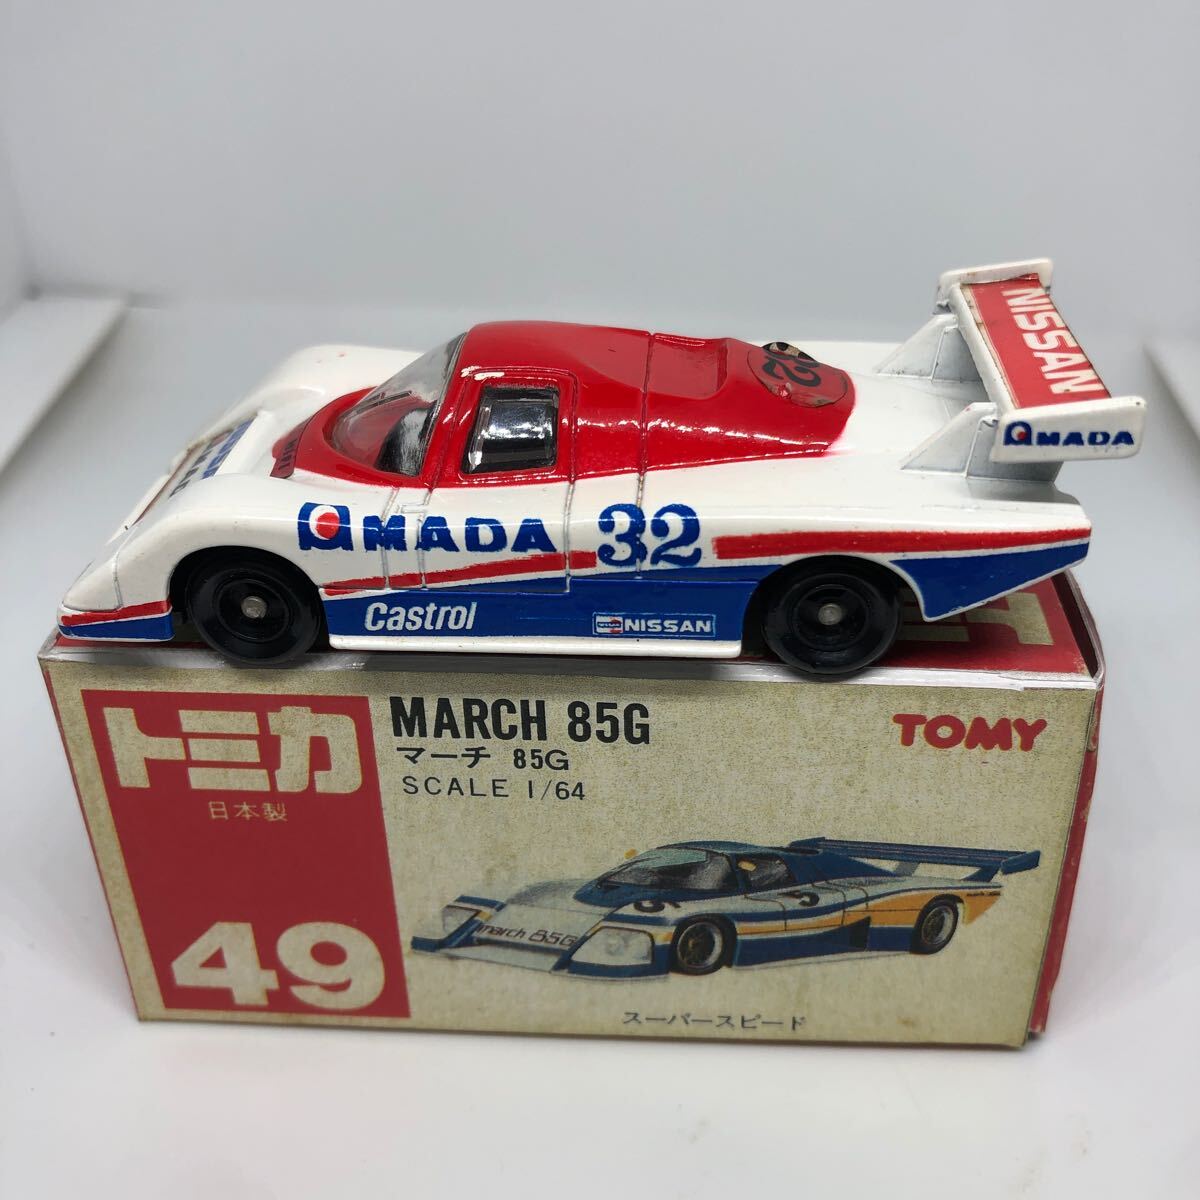 NISSAN
32
AMADA
AMADA 32
Castrol
NISSAN
トミカ
日本製
49
MARCH 85G
マーチ 85G
SCALE 1/64
TOMY
march 85G
スーパースピード